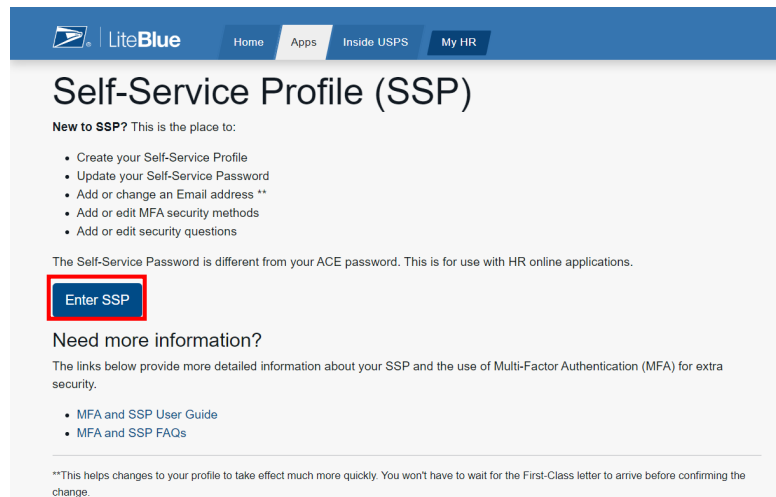 LiteBlue
Home Apps Inside USPS My HR
Self-Service Profile (SSP)
New to SSP? This is the place to:
• Create your Self-Service Profile
• Update your Self-Service Password
• Add or change an Email address **
• Add or edit MFA security methods
• Add or edit security questions
The Self-Service Password is different from your ACE password. This is for use with HR online applications.
Enter SSP
Need more information?
The links below provide more detailed information about your SSP and the use of Multi-Factor Authentication (MFA) for extra
security.
• MFA and SSP User Guide
• MFA and SSP FAQs
**This helps changes to your profile to take effect much more quickly. You won't have to wait for the First-Class letter to arrive before confirming the
change.